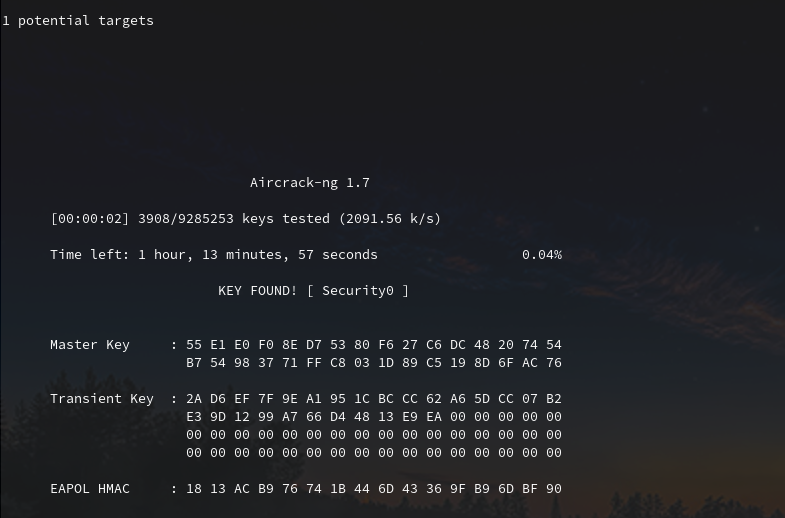 1 potential targets
Aircrack-ng 1.7
[00:00:02] 3908/9285253 keys tested (2091.56 k/s)
Time left: 1 hour, 13 minutes, 57 seconds 0.04%
KEY FOUND! [ Security0 ]
Master Key : 55 E1 E0 F0 8E D7 53 80 F6 27 C6 DC 48 20 74 54
B7 54 98 37 71 FF C8 03 1D 89 C5 19 8D 6F AC 76
Transient Key : 2A D6 EF 7F 9E A1 95 1C BC CC 62 A6 5D CC 07 B2
E3 9D 12 99 A7 66 D4 48 13 E9 EA 00 00 00 00 00
00 00 00 00 00 00 00 00 00 00 00 00 00 00 00 00
00 00 00 00 00 00 00 00 00 00 00 00 00 00 00 00
EAPOL HMAC : 18 13 AC B9 76 74 1B 44 6D 43 36 9F B9 6D BF 90